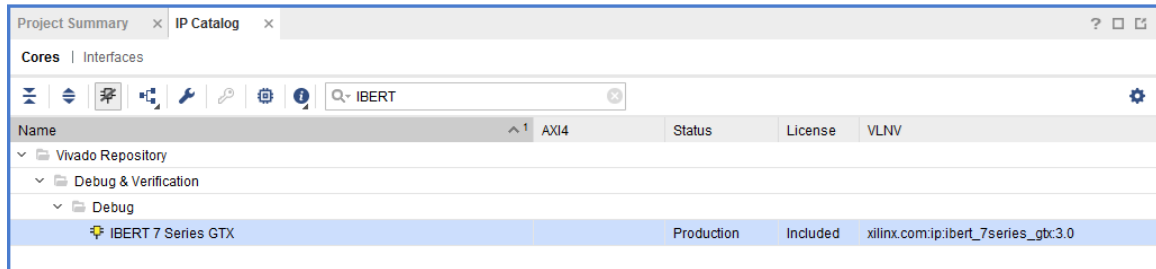 Project Summary × IP Catalog × ?
Cores | Interfaces
IBERT
Name 1 AXI4 Status License VLNV
Vivado Repository
Debug & Verification
Debug
IBERT 7 Series GTX Production Included xilinx.com:ip:ibert_7series_gtx:3.0